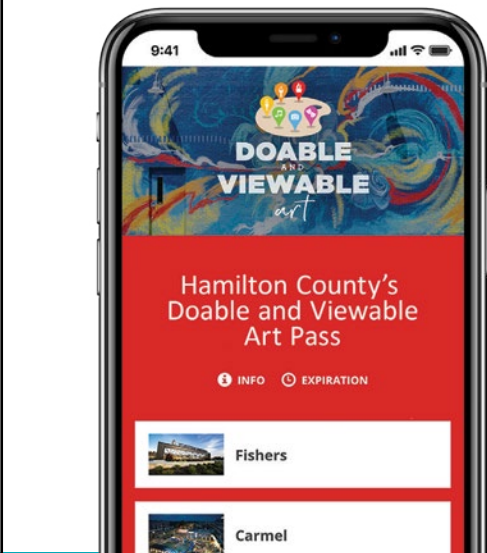 9:41
DOABLE
AND
VIEWABLE
art
Hamilton County's
Doable and Viewable
Art Pass
INFO EXPIRATION
Fishers
Carmel